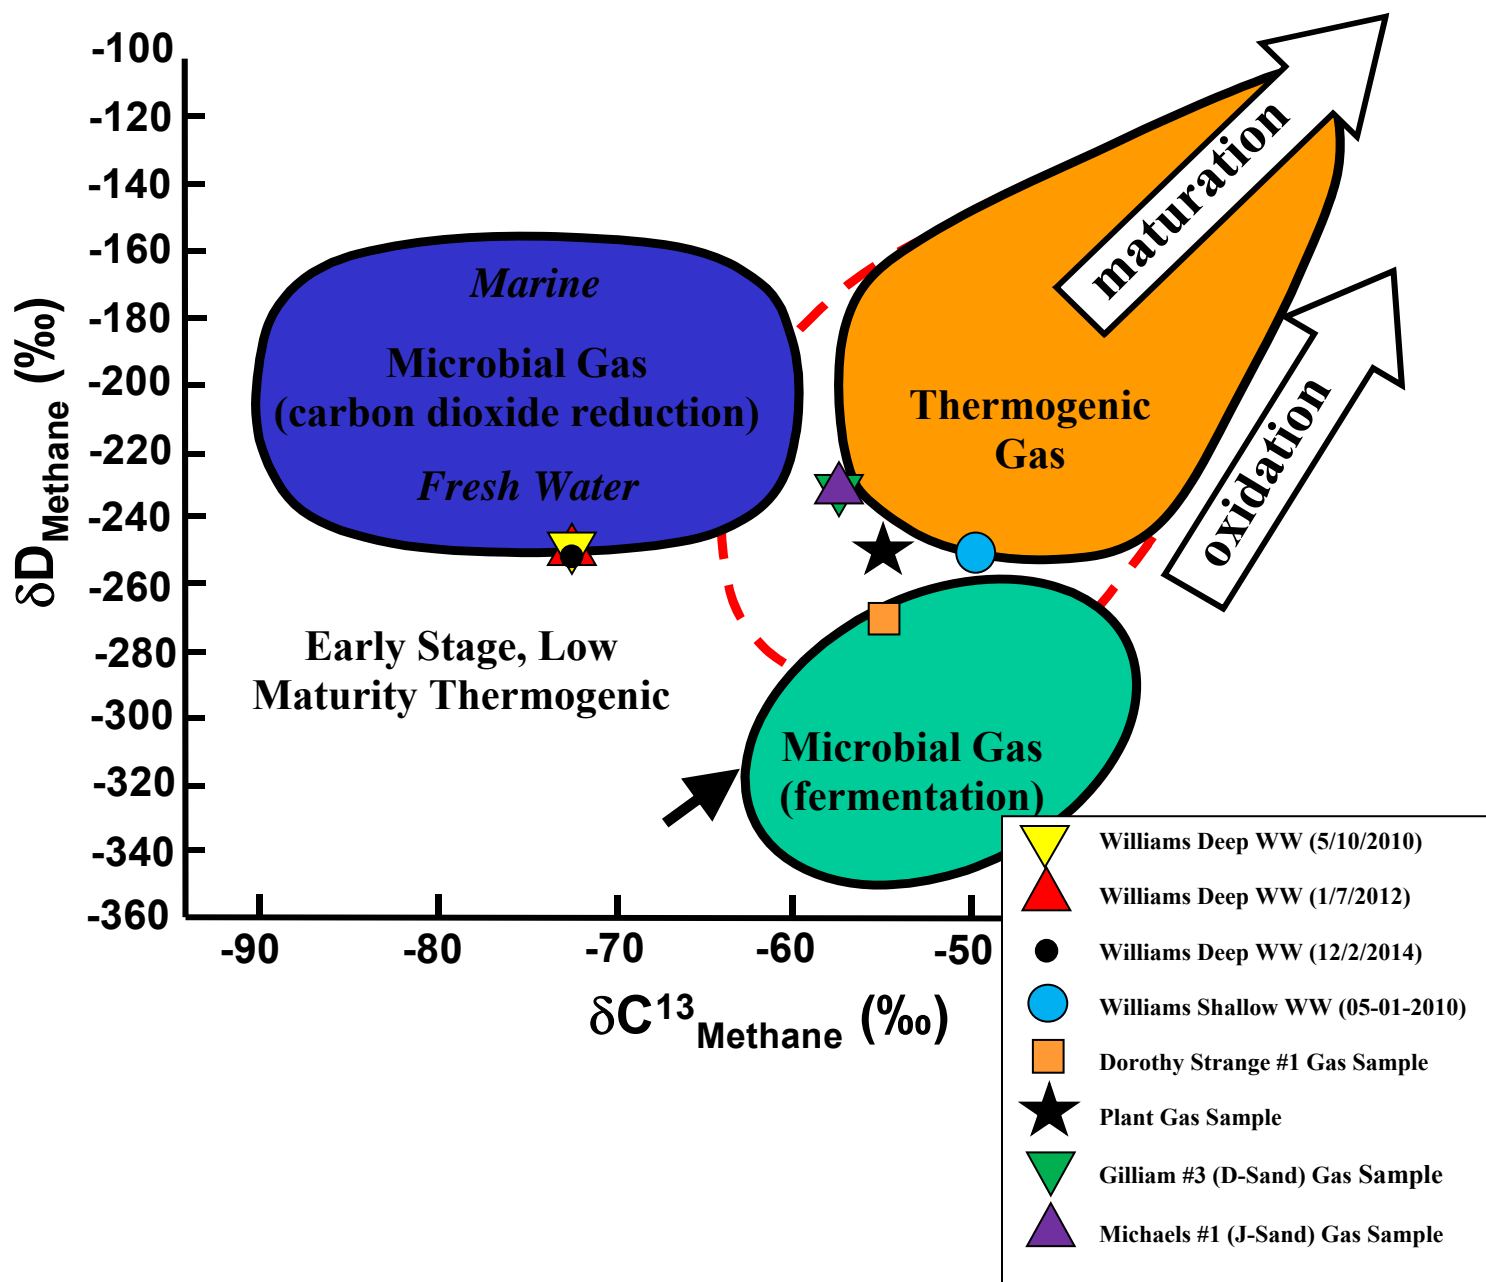 -100
-120
-140
-160
-180
-200
-220
-240
-260
-280
-300
-320
-340
-360
δD Methane (‰)
maturation
oxidation
Marine
Microbial Gas
(carbon dioxide reduction)
Fresh Water
Thermogenic
Gas
Early Stage, Low
Maturity Thermogenic
Microbial Gas
(fermentation)
-90 -80 -70 -60 -50
δC13 Methane (‰)
Williams Deep WW (5/10/2010)
Williams Deep WW (1/7/2012)
Williams Deep WW (12/2/2014)
Williams Shallow WW (05-01-2010)
Dorothy Strange #1 Gas Sample
Plant Gas Sample
Gilliam #3 (D-Sand) Gas Sample
Michaels #1 (J-Sand) Gas Sample